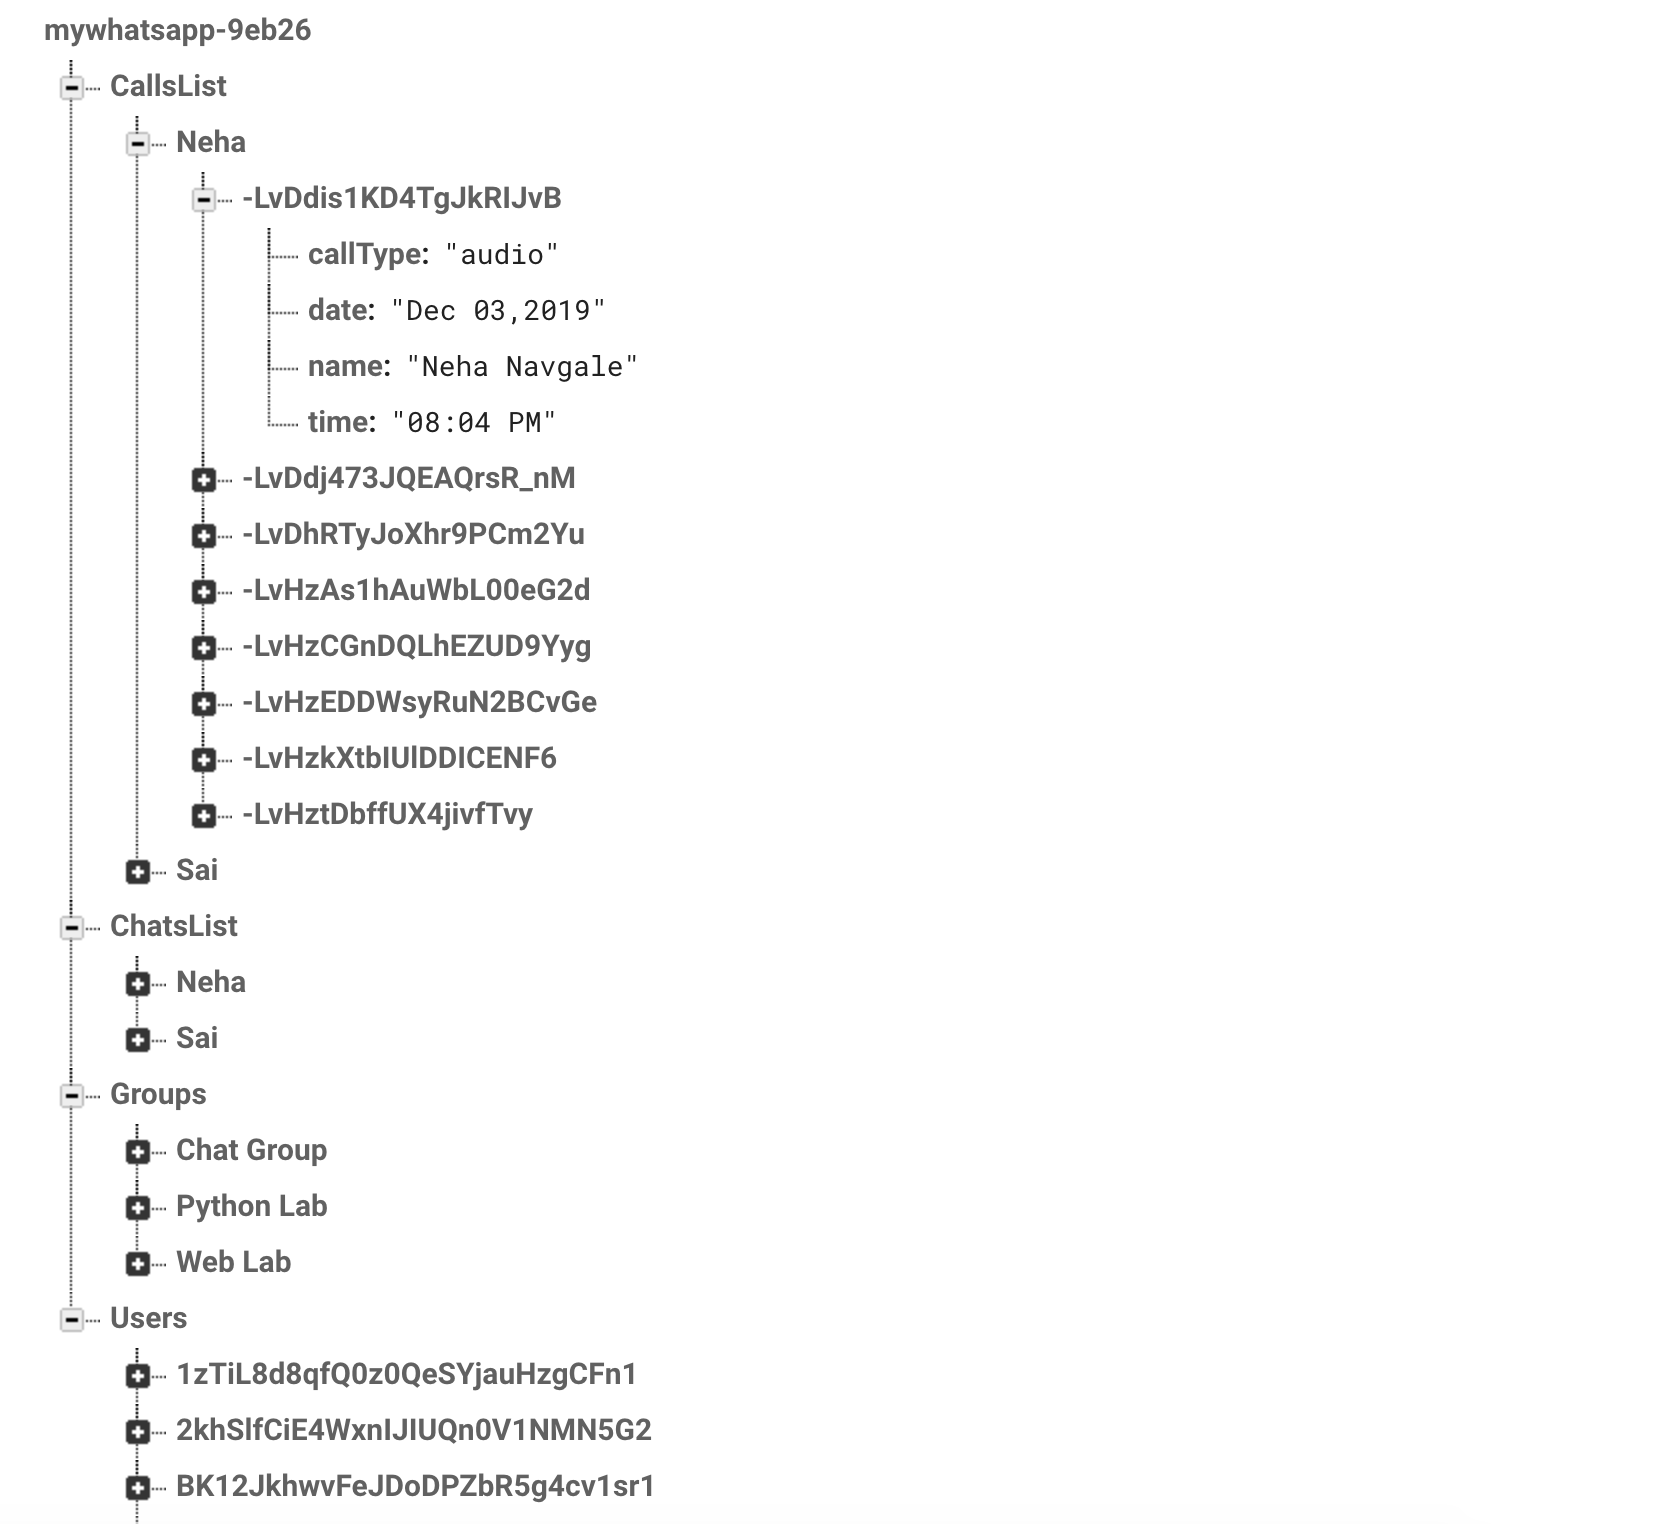 mywhatsapp-9eb26
CallsList
Neha
-LvDdis1KD4TgJkRIJvB
callType: "audio"
date: "Dec 03,2019"
name: "Neha Navgale"
time: "08:04 PM"
-LvDdj473JQEAQrsR_nM
-LvDhRTyJoXhr9PCm2Yu
-LvHzAs1hAuWbL00eG2d
-LvHzCGnDQLhEZUD9Yyg
-LvHzEDDWsyRuN2BCvGe
-LvHzkXtbIUlDDICENF6
-LvHztDbffUX4jivfTvy
Sai
ChatsList
Neha
Sai
Groups
Chat Group
Python Lab
Web Lab
Users
1zTiL8d8qfQ0z0QeSYjauHzgCFn1
2khSlfCiE4WxnIJIUQn0V1NMN5G2
BK12JkhwvFeJDoDPZbR5g4cv1sr1